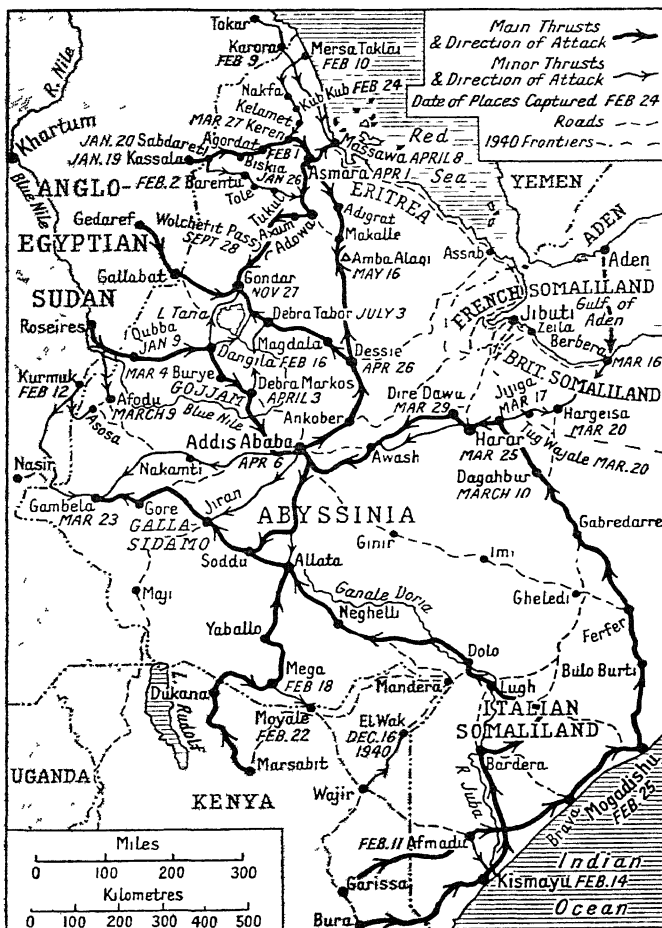 Main Thrusts
& Direction of Attack
Minor Thrusts
& Direction of Attack
Date of Places Captured FEB 24
Roads
1940 Frontiers
Tokar
Karora
FEB 9
Mersa Taklai
FEB 10
R. Nile
Nakfa
Kub Kub FEB 24
Kelamet
MAR 27 Keren
Khartum
JAN. 20 Sabdaret
Agordat
FEB 1
JAN. 19 Kassala
Biskia
JAN 26
Massawa APRIL 8
Asmara APR 1
Red
Sea
YEMEN
ANGLO-
EGYPTIAN
SUDAN
Blue Nile
FEB. 2 Barentu
Tole
Tukul
ERITREA
Gedaref
Wolchefit Pass
SEPT 28
Axum
Adowa
Adigrat
Makalle
Amba Alagi
MAY 16
Assab
ADEN
Aden
Gallabat
Gondar
NOV 27
FRENCH SOMALILAND
Jibuti
Gulf of
Aden
Zeila
Berbera
MAR 16
BRIT. SOMALILAND
Roseires
L Tana
Debra Tabor JULY 3
Qubba
JAN 9
Magdala
Dangila FEB 16
Dessie
APR 26
Kurmuk
FEB 12
MAR 4 Burye
GOJJAM
Debra Markos
APRIL 3
Afodu
MARCH 9
Asosa
Blue Nile
Ankober
Dire Dawu
MAR 29
Jijiga
MAR 17
Hargeisa
MAR 20
Addis Ababa
APR 6
Awash
Harar
MAR 25
Tug Wajale MAR. 20
Nasir
Nakamti
Dagahbur
MARCH 10
Gambela
MAR 23
Gore
Jiran
GALLA-
SIDAMO
ABYSSINIA
Gabredarre
Ginir
Imi
Soddu
Allata
Gheledi
Maji
Ganale Doria
Neghelli
Ferfer
Yaballo
Dolo
Bulo Burti
Mega
FEB 18
Mandera
Lugh
Dukana
L. Rudolf
Moyale
FEB. 22
El Wak
DEC. 16
1940
ITALIAN
SOMALILAND
UGANDA
Marsabit
Bardera
KENYA
Wajir
R Juba
Mogadishu
FEB 25
Brava
FEB. 11 Afmadu
Miles
0 100 200 300
Kilometres
0 100 200 300 400 500
Garissa
Kismayu FEB. 14
Bura
Indian
Ocean